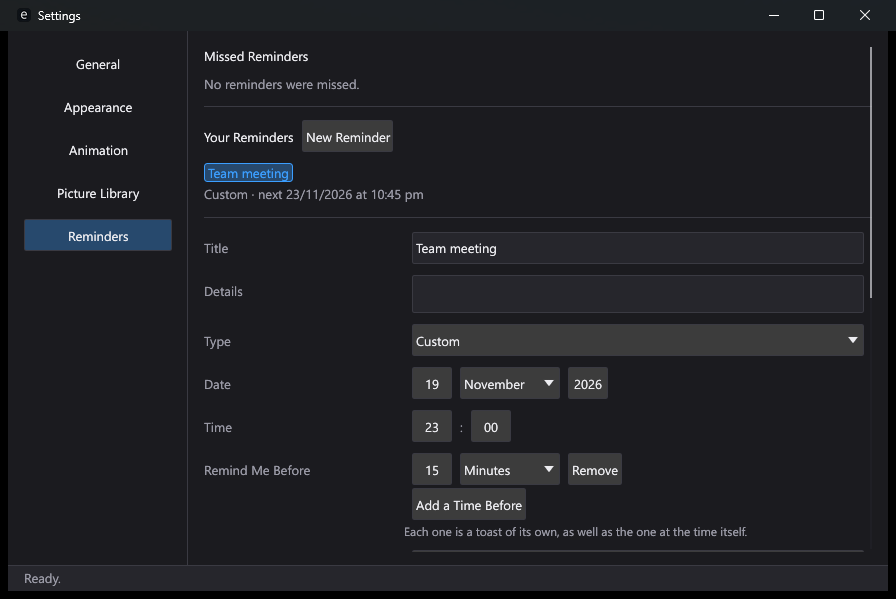 e Settings
General
Appearance
Animation
Picture Library
Reminders
Missed Reminders
No reminders were missed.
Your Reminders New Reminder
Team meeting
Custom · next 23/11/2026 at 10:45 pm
Title Team meeting
Details
Type Custom
Date 19 November 2026
Time 23 : 00
Remind Me Before 15 Minutes Remove
Add a Time Before
Each one is a toast of its own, as well as the one at the time itself.
Ready.